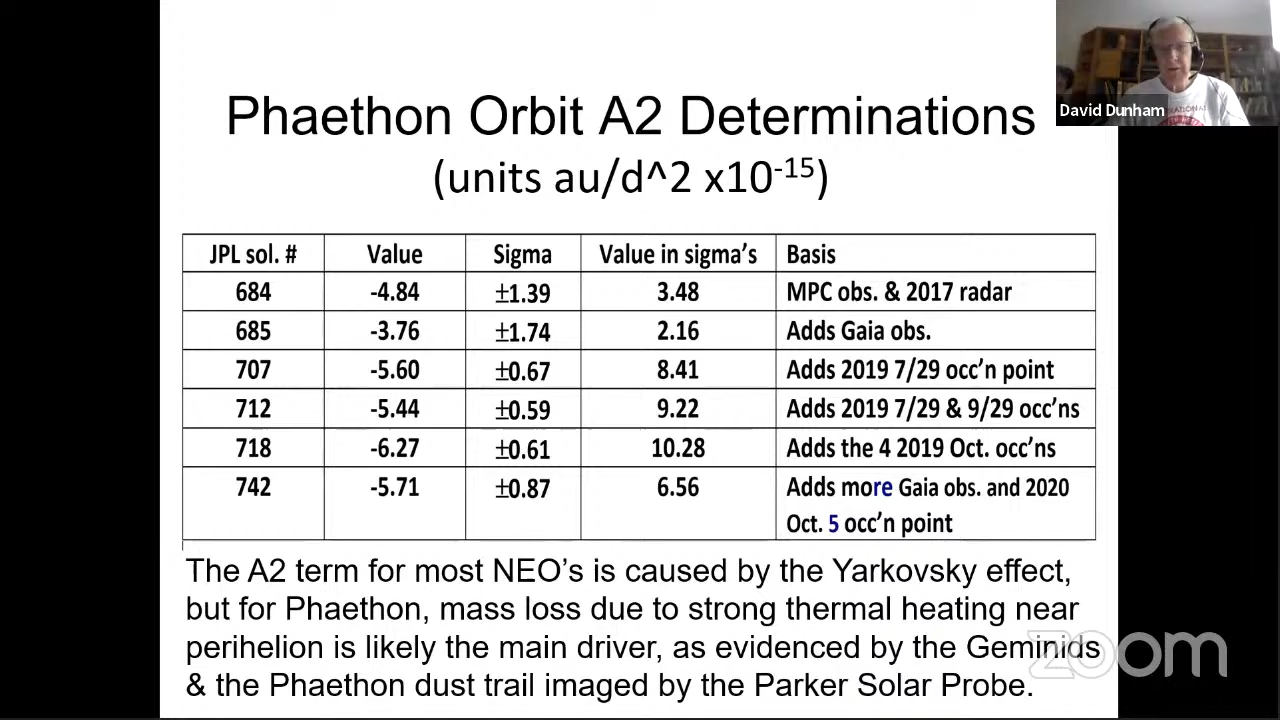 Phaethon Orbit A2 Determinations
(units au/d^2 x10-15)
David Dunham
JPL sol. # Value Sigma Value in sigma’s Basis
684 -4.84 ±1.39 3.48 MPC obs. & 2017 radar
685 -3.76 ±1.74 2.16 Adds Gaia obs.
707 -5.60 ±0.67 8.41 Adds 2019 7/29 occ’n point
712 -5.44 ±0.59 9.22 Adds 2019 7/29 & 9/29 occ’ns
718 -6.27 ±0.61 10.28 Adds the 4 2019 Oct. occ’ns
742 -5.71 ±0.87 6.56 Adds more Gaia obs. and 2020
Oct. 5 occ’n point
The A2 term for most NEO’s is caused by the Yarkovsky effect,
but for Phaethon, mass loss due to strong thermal heating near
perihelion is likely the main driver, as evidenced by the Geminids
& the Phaethon dust trail imaged by the Parker Solar Probe.
zoom